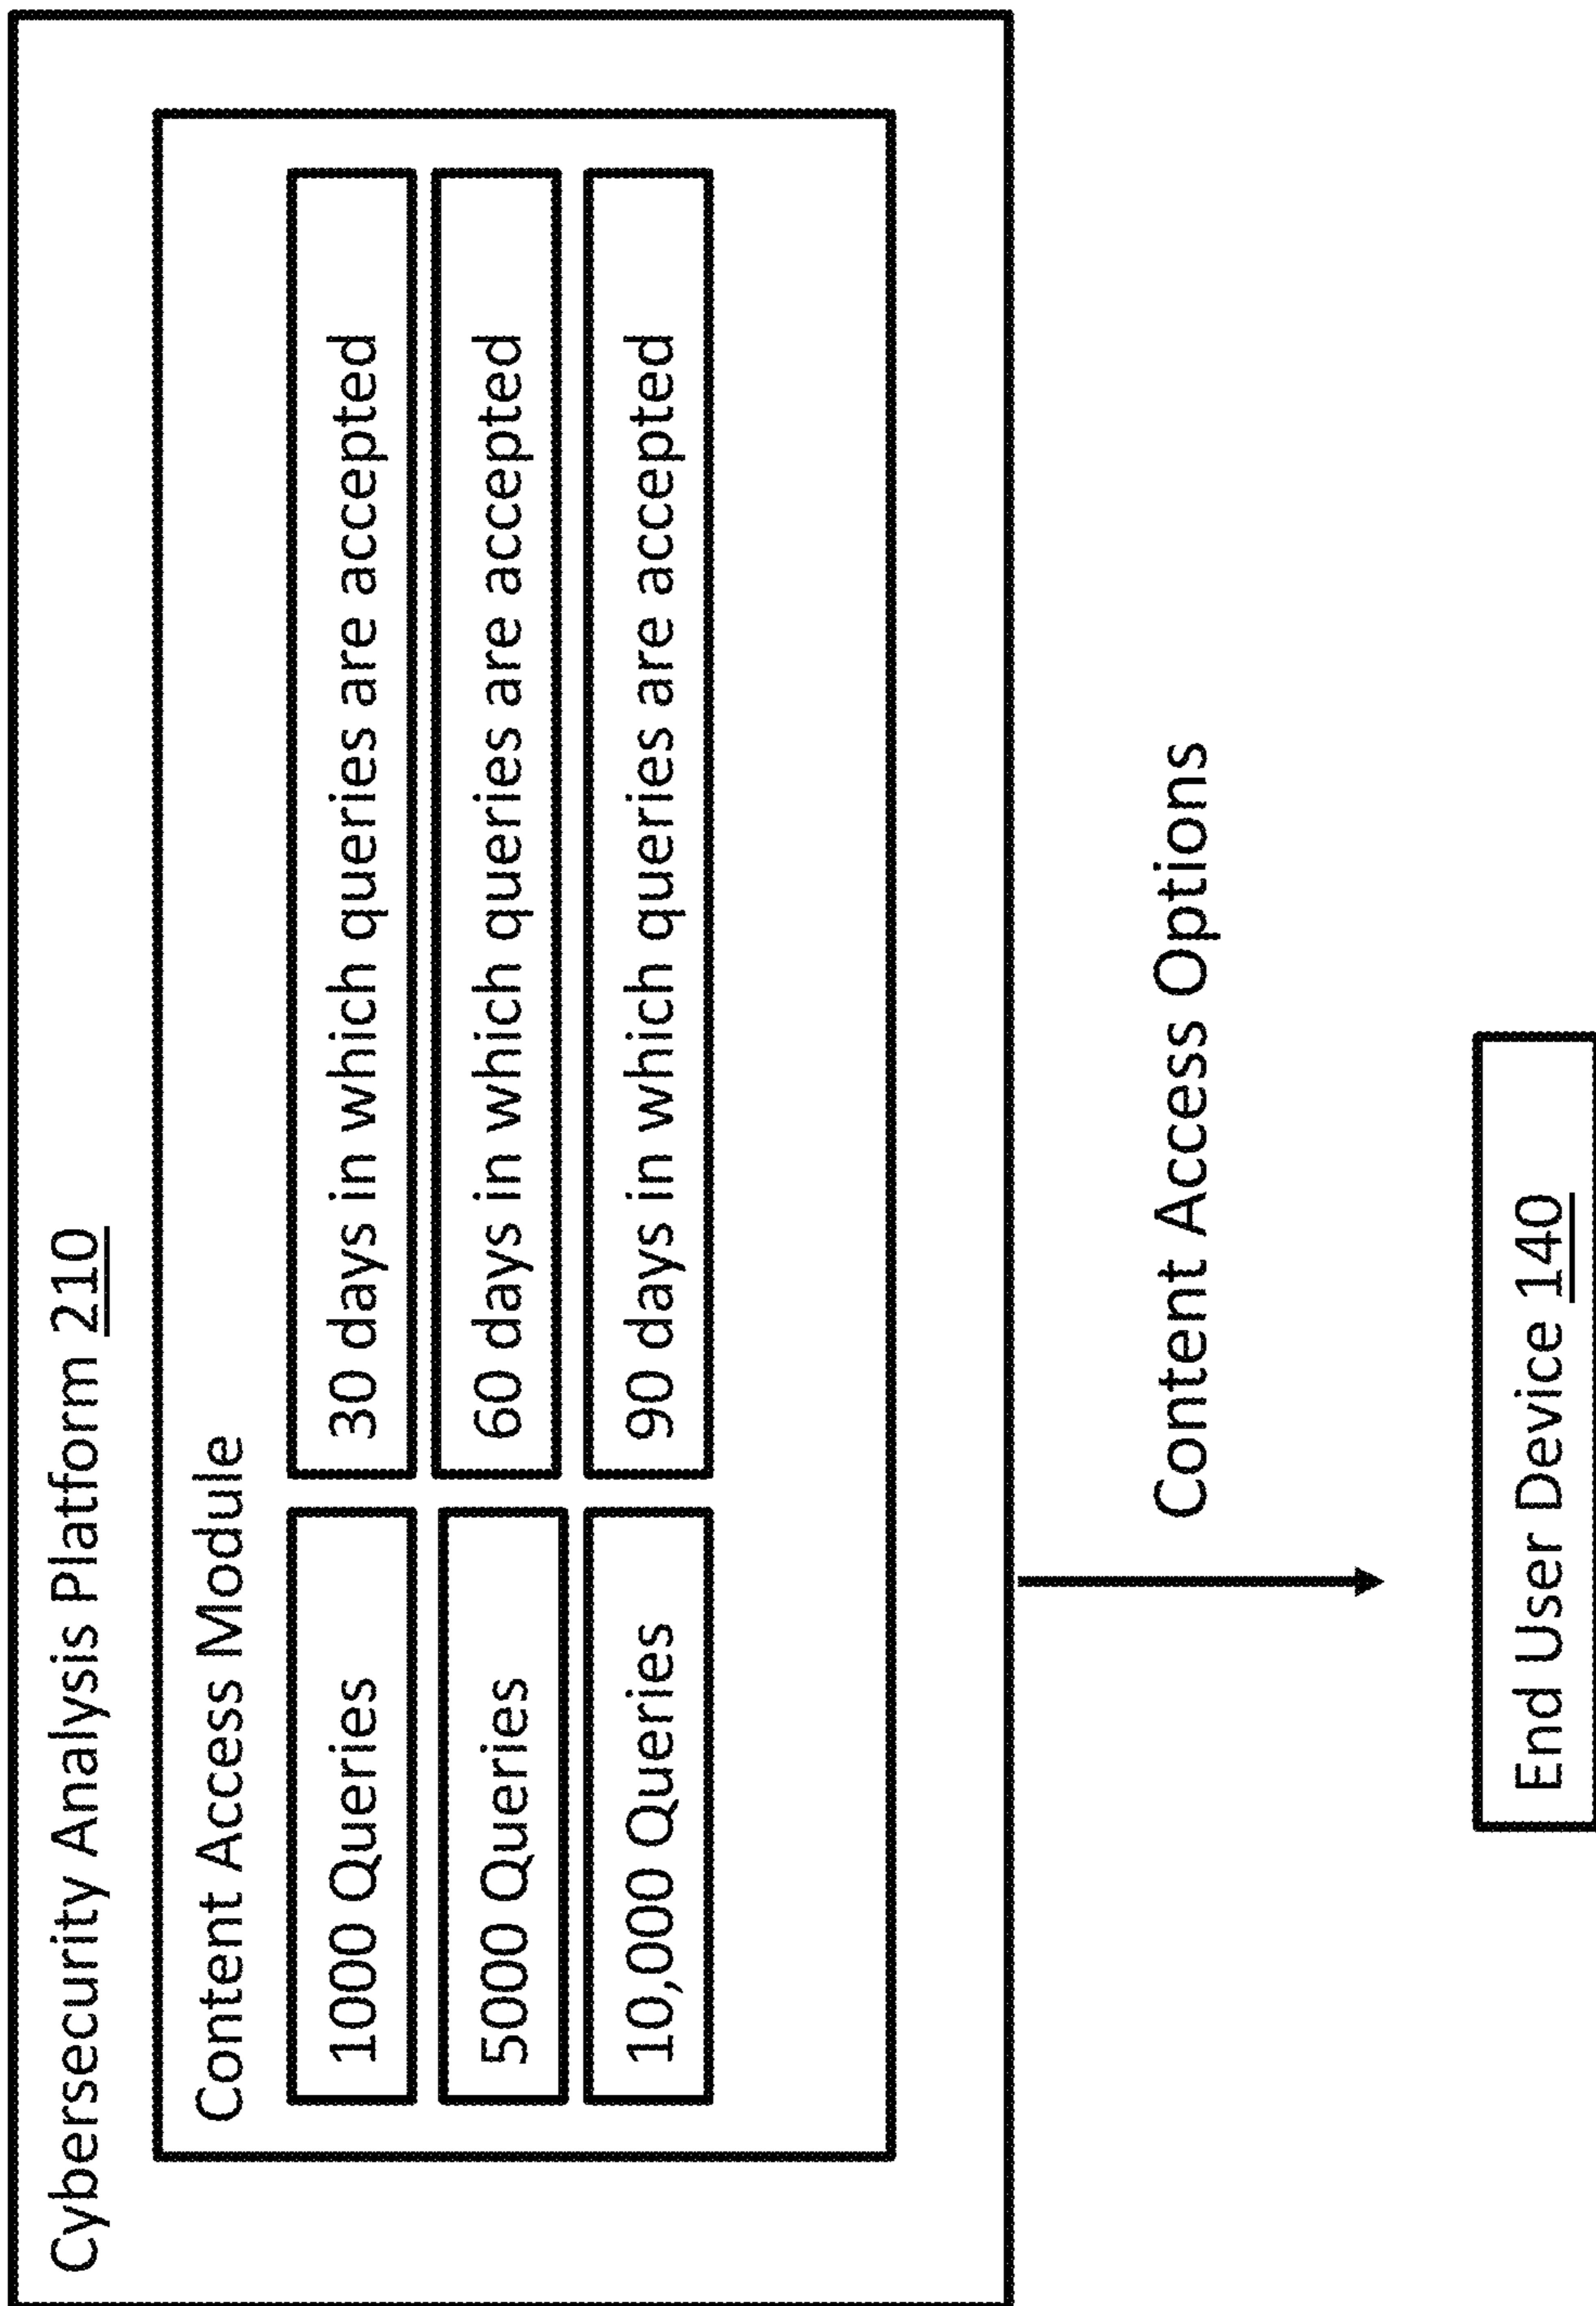 Cybersecurity Analysis Platform 210
Content Access Module
1000 Queries
30 days in which queries are accepted
5000 Queries
60 days in which queries are accepted
10,000 Queries
90 days in which queries are accepted
Content Access Options
End User Device 140